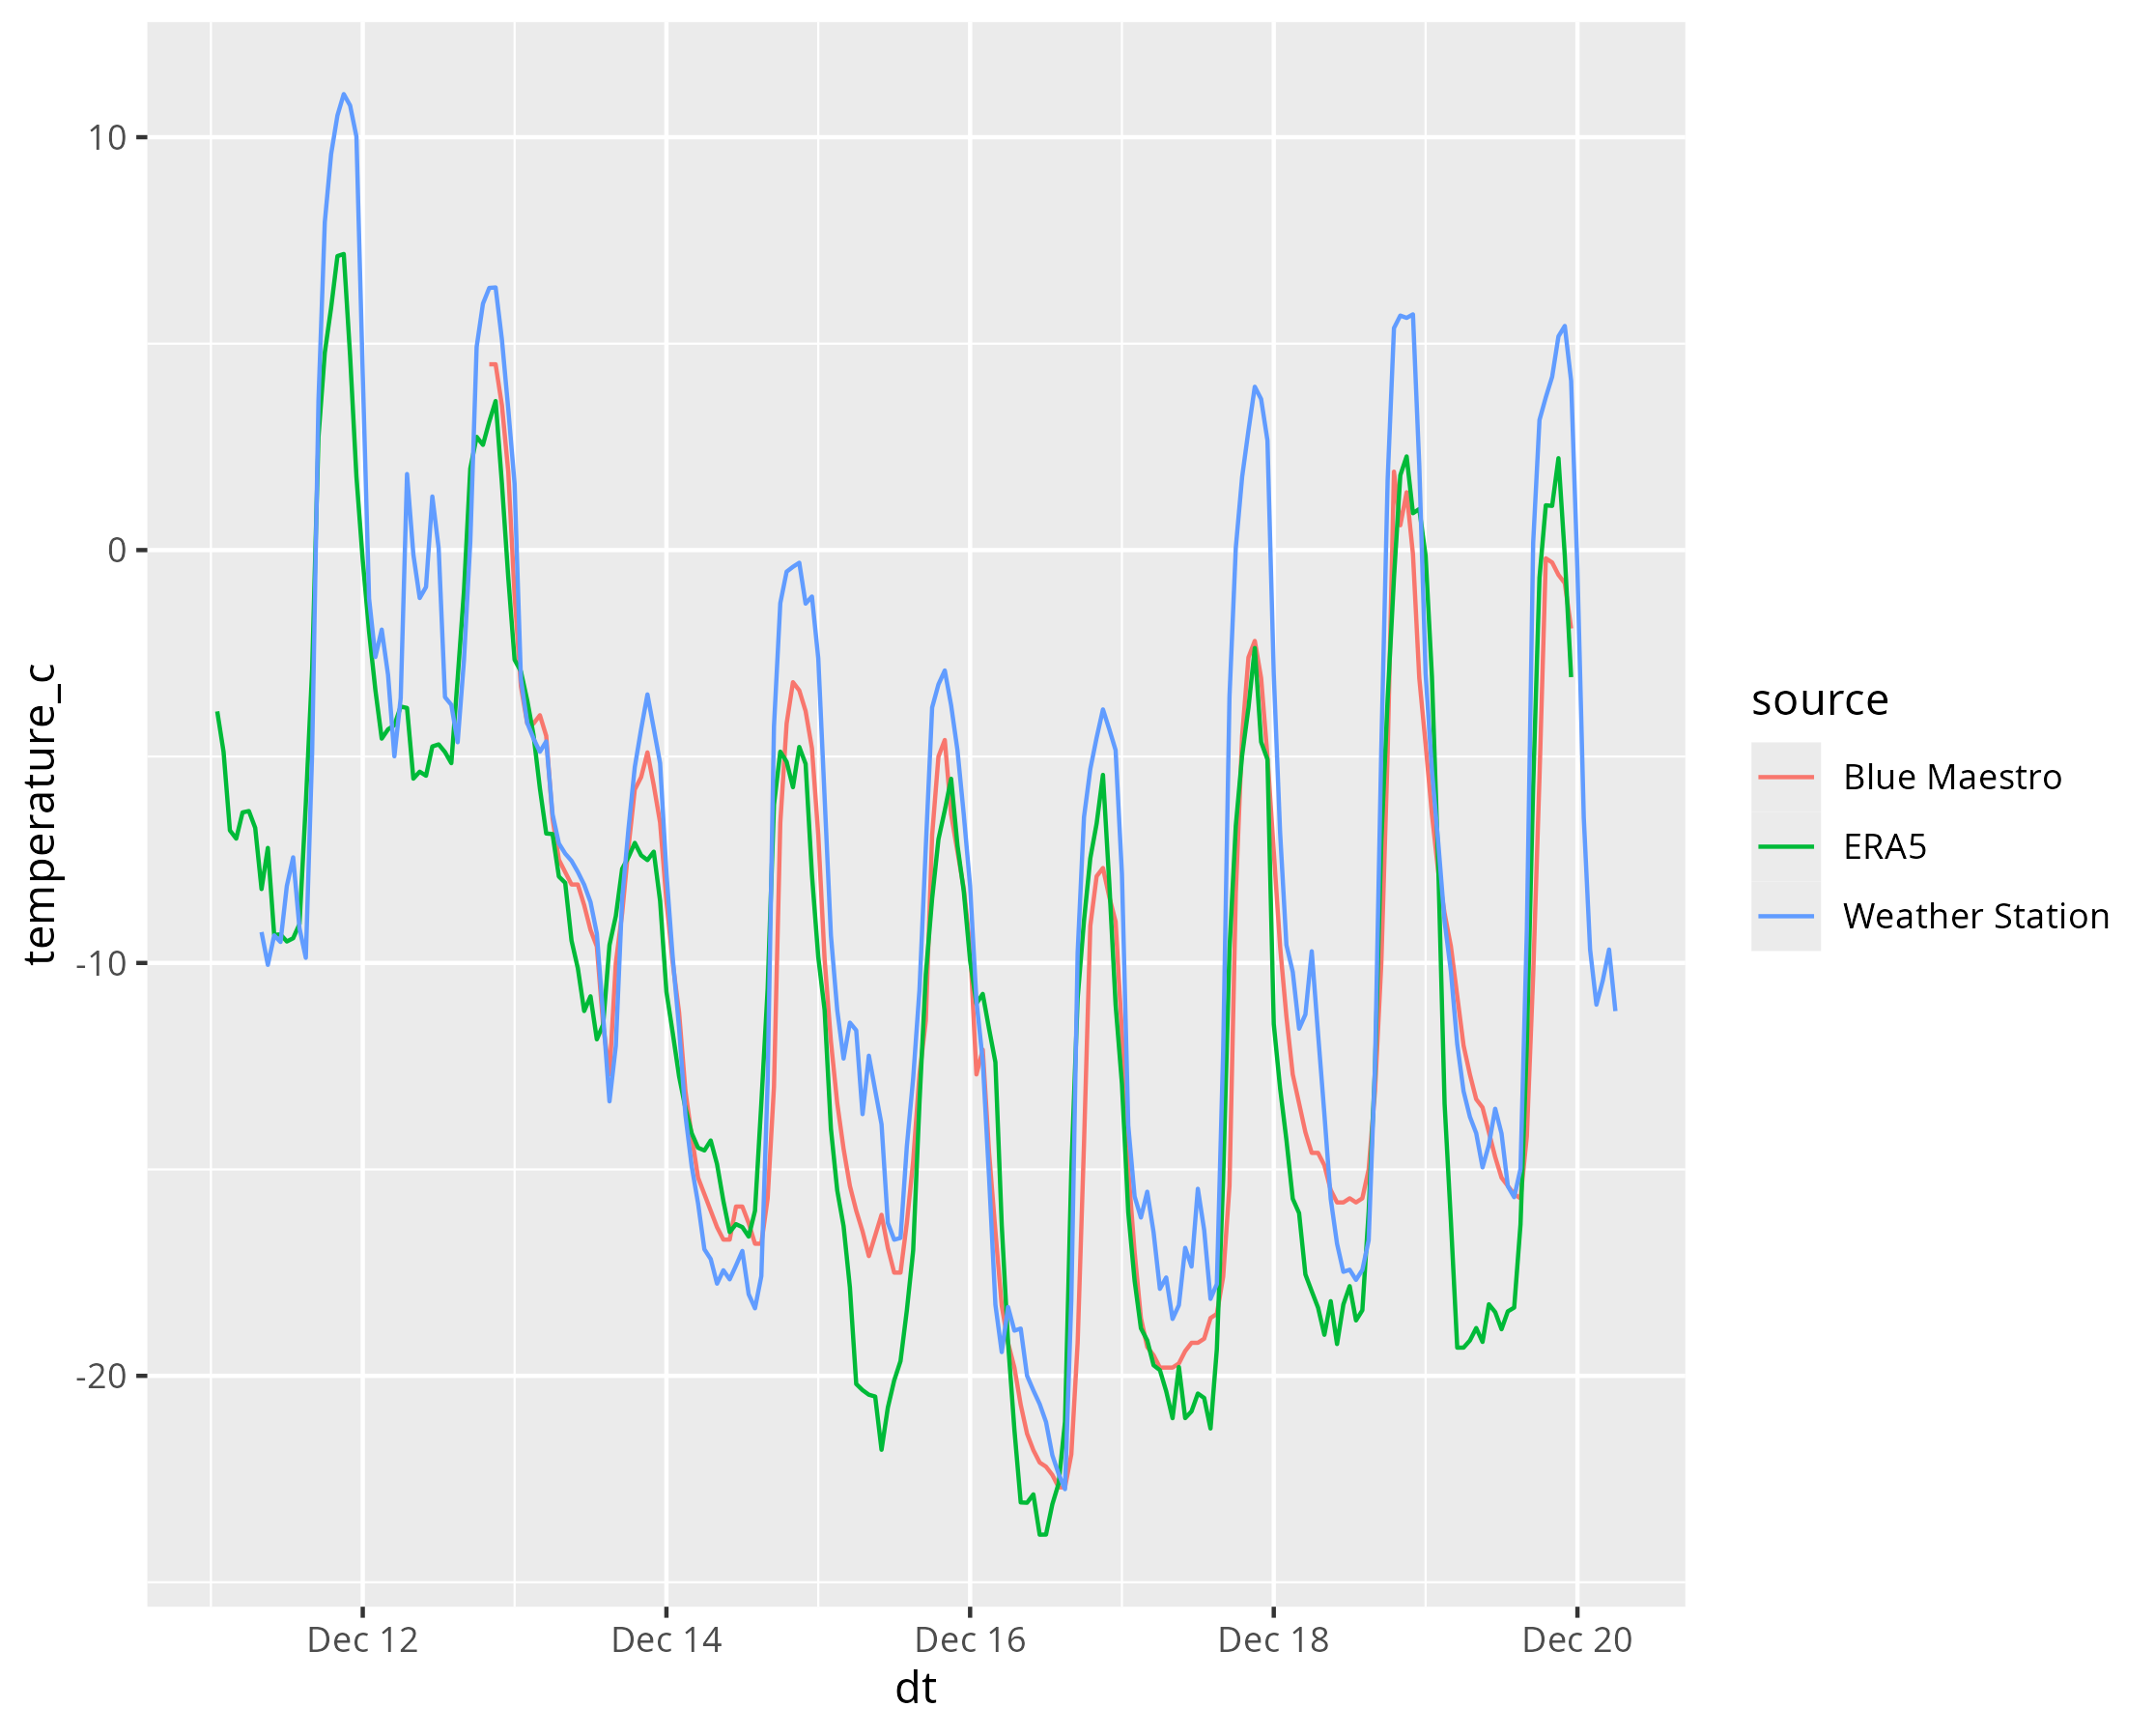 temperature_c
10
0
-10
-20
Dec 12
Dec 14
Dec 16
Dec 18
Dec 20
dt
source
Blue Maestro
ERA5
Weather Station